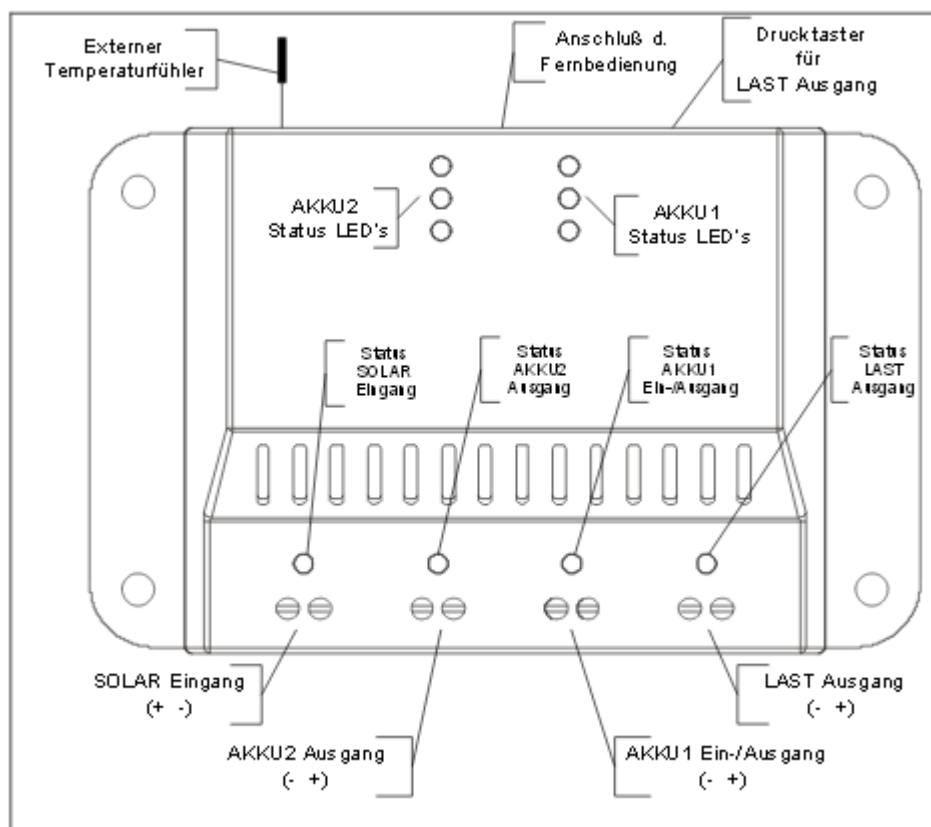 Externer
Temperaturfühler
Anschluß d.
Fernbedienung
Drucktaster
für
LAST Ausgang
AKKU2
Status LED's
AKKU1
Status LED's
Status
SOLAR
Eingang
Status
AKKU2
Ausgang
Status
AKKU1
Ein-/Ausgang
Status
LAST
Ausgang
SOLAR Eingang
(+ -)
LAST Ausgang
(- +)
AKKU2 Ausgang
(- +)
AKKU1 Ein-/Ausgang
(- +)